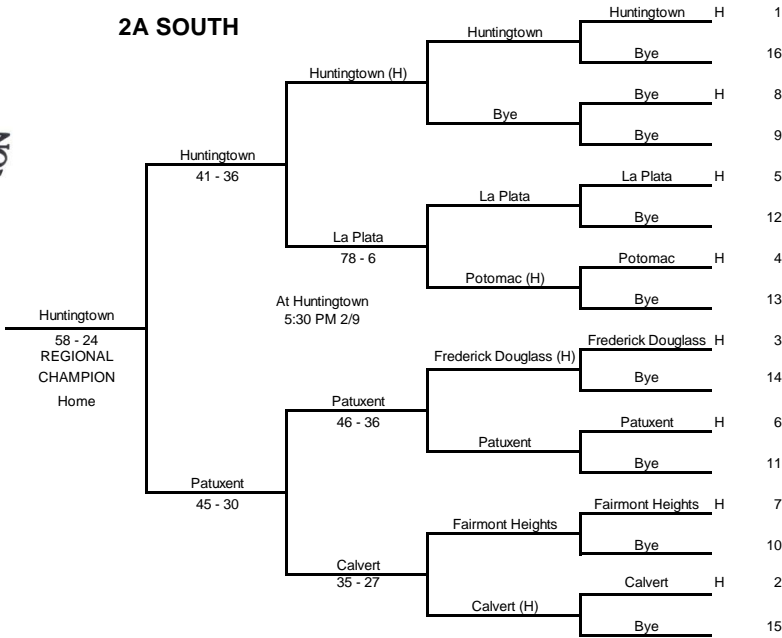 2A SOUTH
Huntingtown H 1
Huntingtown
Bye 16
Huntingtown (H)
Bye H 8
Bye
Bye 9
Huntingtown
41 - 36
La Plata H 5
La Plata
Bye 12
La Plata
78 - 6
Potomac H 4
Potomac (H)
Bye 13
At Huntingtown
5:30 PM 2/9
Huntingtown
58 - 24
REGIONAL
CHAMPION
Home
Frederick Douglass H 3
Frederick Douglass (H)
Bye 14
Patuxent
46 - 36
Patuxent H 6
Patuxent
Bye 11
Patuxent
45 - 30
Fairmont Heights H 7
Fairmont Heights
Bye 10
Calvert
35 - 27
Calvert H 2
Calvert (H)
Bye 15